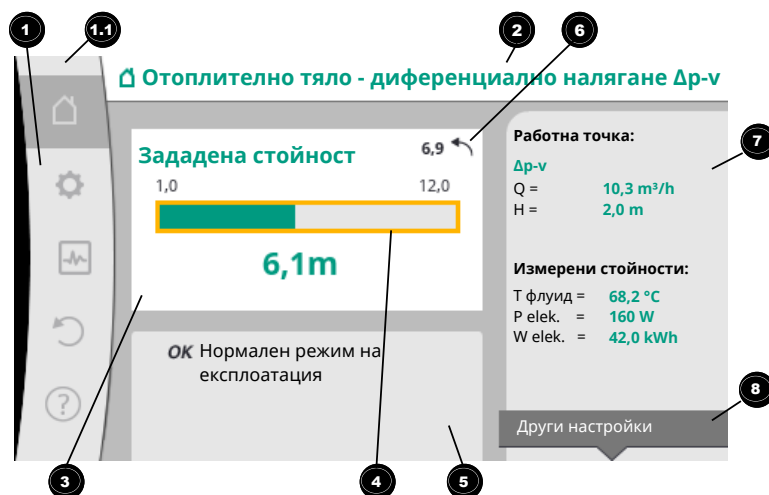 1
1.1
2
6
Отоплително тяло - диференциално налягане Δp-v
Зададена стойност
6,9
1,0
12,0
6,1m
Работна точка:
7
Δp-v
Q = 10,3 m³/h
H = 2,0 m
Измерени стойности:
T флуид = 68,2 °C
P elek. = 160 W
W elek. = 42,0 kWh
OK Нормален режим на
експлоатация
?
8
Други настройки
3
4
5